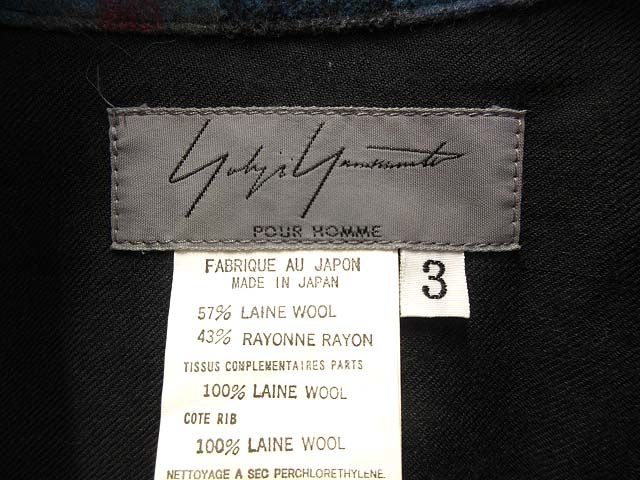 Yohji Yamamoto
POUR HOMME
FABRIQUE AU JAPON
MADE IN JAPAN
3
57% LAINE WOOL
43% RAYONNE RAYON
TISSUS COMPLEMENTAIRES PARTS
100% LAINE WOOL
COTE RIB
100% LAINE WOOL
NETTOYAGE A SEC PERCHLORETHYLENE